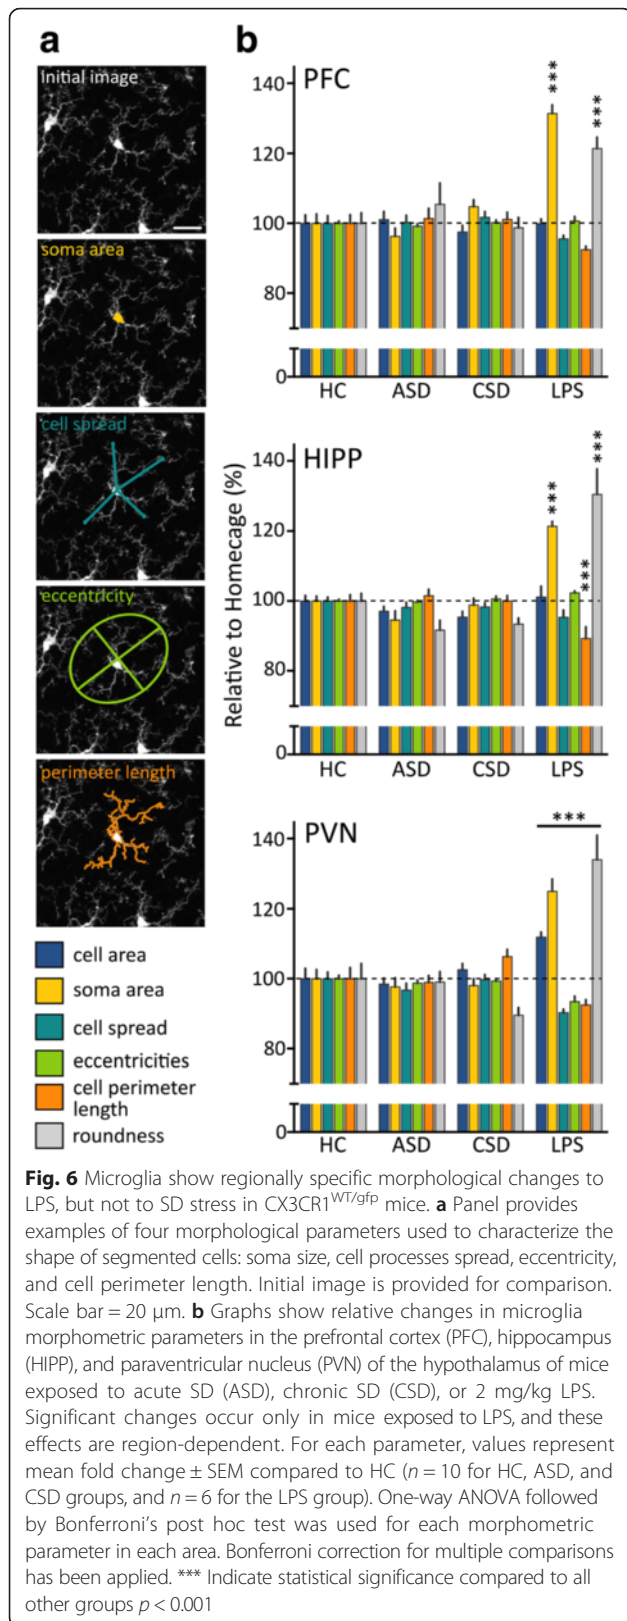 a
Initial image
soma area
cell spread
eccentricity
perimeter length
cell area
soma area
cell spread
eccentricities
cell perimeter
length
roundness
b
Relative to Homecage (%)
PFC
140
120
100
80
0
HC ASD CSD LPS
***
***
HIPP
140
120
100
80
0
HC ASD CSD LPS
***
***
***
PVN
140
120
100
80
0
HC ASD CSD LPS
***
Fig. 6 Microglia show regionally specific morphological changes to
LPS, but not to SD stress in CX3CR1WT/gfp mice. a Panel provides
examples of four morphological parameters used to characterize the
shape of segmented cells: soma size, cell processes spread, eccentricity,
and cell perimeter length. Initial image is provided for comparison.
Scale bar = 20 μm. b Graphs show relative changes in microglia
morphometric parameters in the prefrontal cortex (PFC), hippocampus
(HIPP), and paraventricular nucleus (PVN) of the hypothalamus of mice
exposed to acute SD (ASD), chronic SD (CSD), or 2 mg/kg LPS.
Significant changes occur only in mice exposed to LPS, and these
effects are region-dependent. For each parameter, values represent
mean fold change ± SEM compared to HC (n = 10 for HC, ASD, and
CSD groups, and n = 6 for the LPS group). One-way ANOVA followed
by Bonferroni's post hoc test was used for each morphometric
parameter in each area. Bonferroni correction for multiple comparisons
has been applied. *** Indicate statistical significance compared to all
other groups p < 0.001